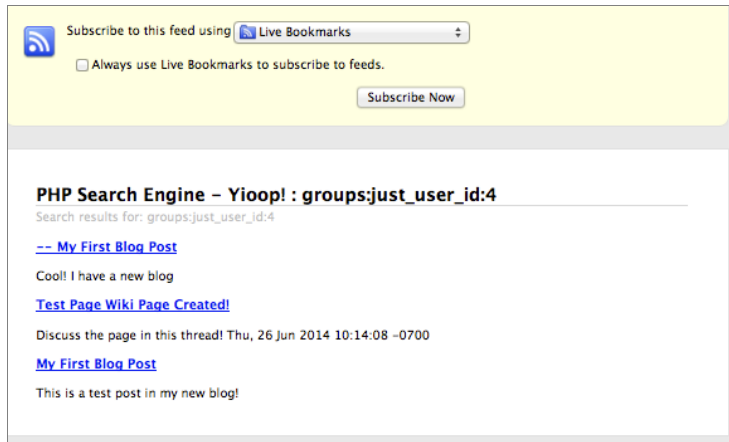 Subscribe to this feed using Live Bookmarks
Always use Live Bookmarks to subscribe to feeds.
Subscribe Now
PHP Search Engine - Yioop! : groups:just_user_id:4
Search results for: groups:just_user_id:4
-- My First Blog Post
Cool! I have a new blog
Test Page Wiki Page Created!
Discuss the page in this thread! Thu, 26 Jun 2014 10:14:08 -0700
My First Blog Post
This is a test post in my new blog!